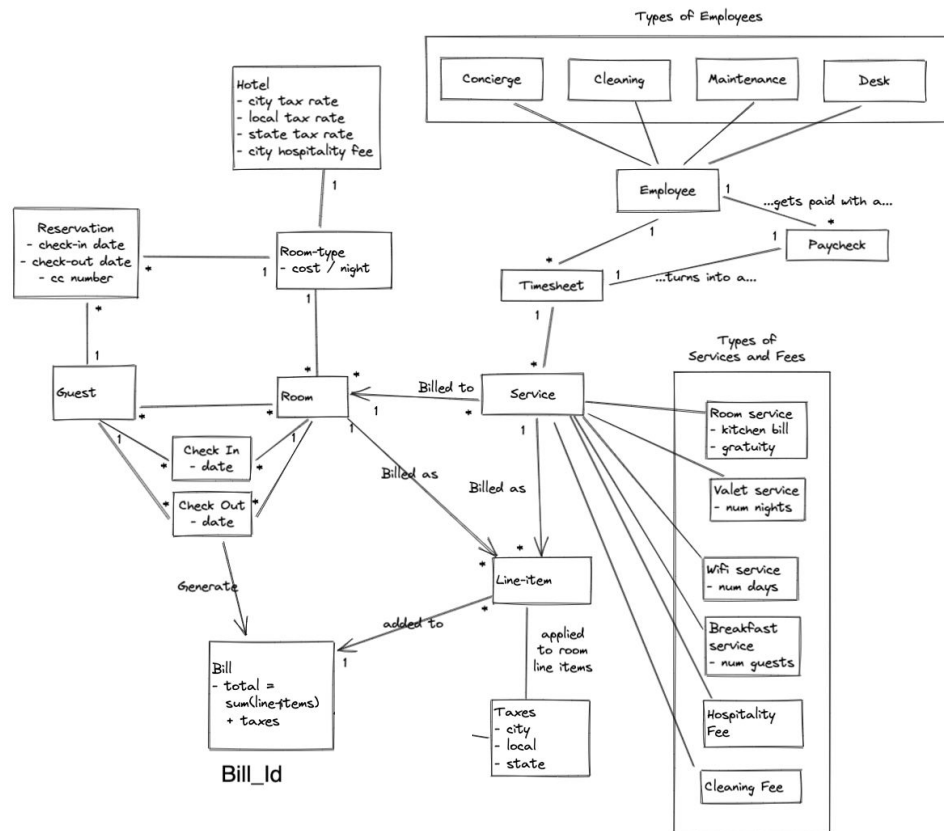 Types of Employees
Concierge
Cleaning
Maintenance
Desk
Hotel
- city tax rate
- local tax rate
- state tax rate
- city hospitality fee
1
Employee
1
...gets paid with a...
*
1
1
Paycheck
Reservation
- check-in date
- check-out date
- cc number
*
1
Room-type
- cost / night
*
1
...turns into a...
Timesheet
*
1
1
1
Types of
Services and Fees
*
*
*
Guest
Room
Billed to
Service
*
*
1
*
1
1
1
Room service
- kitchen bill
- gratuity
Check In
- date
*
*
Billed as
Billed as
Valet service
- num nights
Check Out
- date
*
*
*
*
Line-item
*
Wifi service
- num days
Generate
added to
applied
to room
line items
Breakfast
service
- num guests
1
Bill
- total =
sum(line-items)
+ taxes
Taxes
- city
- local
- state
Hospitality
Fee
Bill_Id
Cleaning Fee